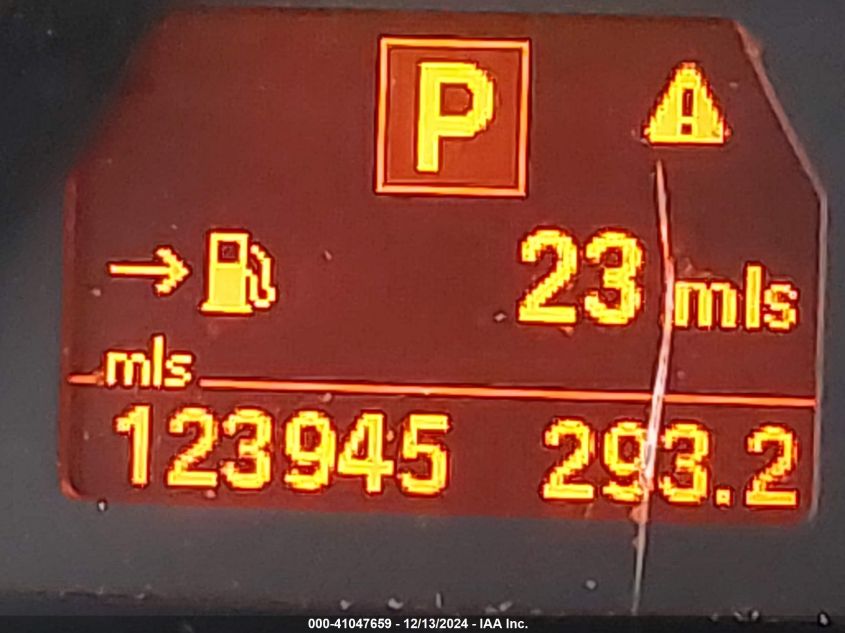 P
23 mls
mls
123945 293.2
000-41047659 - 12/13/2024 - IAA Inc.